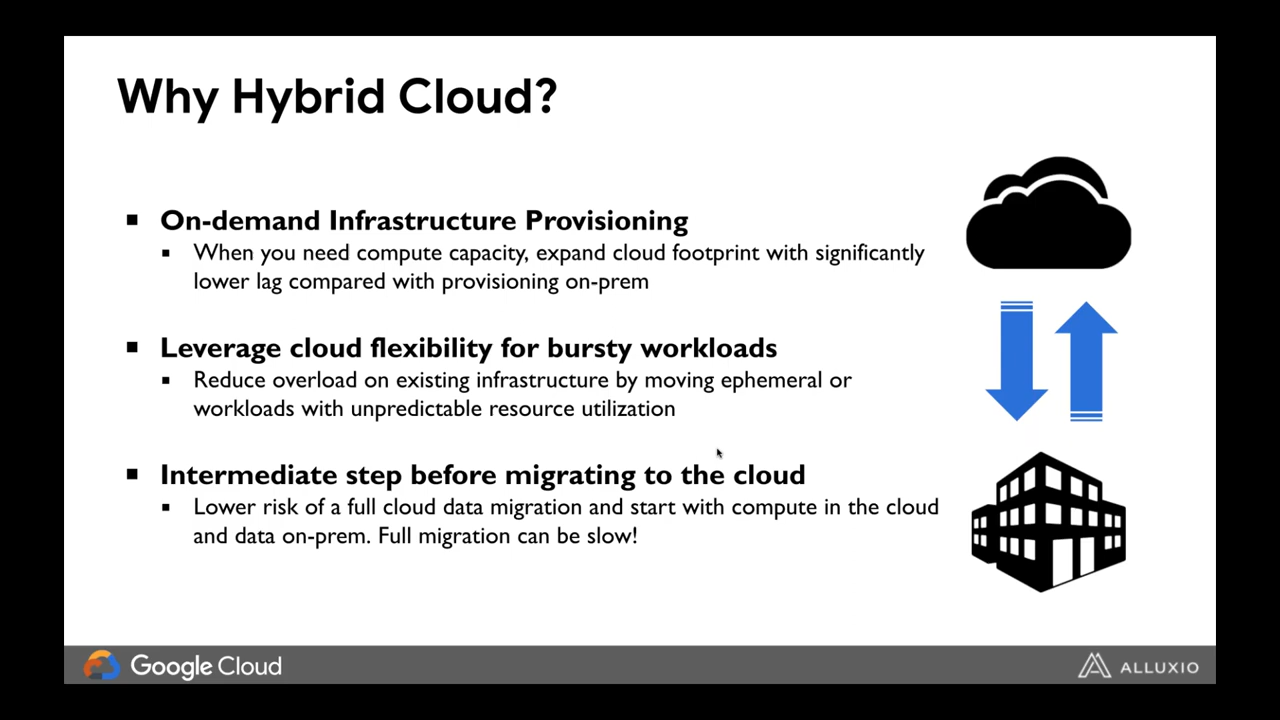 Why Hybrid Cloud?
On-demand Infrastructure Provisioning
When you need compute capacity, expand cloud footprint with significantly
lower lag compared with provisioning on-prem
Leverage cloud flexibility for bursty workloads
Reduce overload on existing infrastructure by moving ephemeral or
workloads with unpredictable resource utilization
Intermediate step before migrating to the cloud
Lower risk of a full cloud data migration and start with compute in the cloud
and data on-prem. Full migration can be slow!
Google Cloud
ALLUXIO